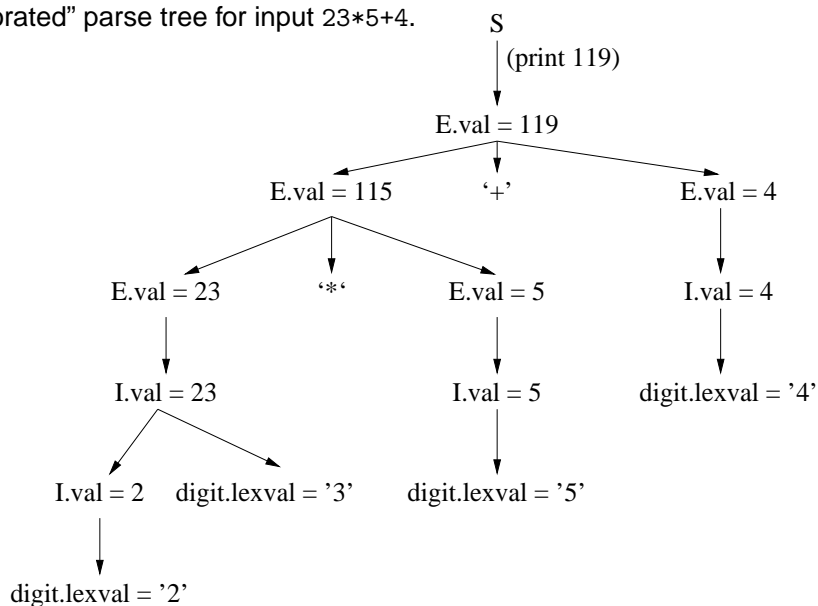 orated” parse tree for input 23*5+4.
S
(print 119)
E.val = 119
E.val = 115 ‘+’ E.val = 4
E.val = 23 ‘*‘ E.val = 5 I.val = 4
I.val = 23 I.val = 5 digit.lexval = ’4’
I.val = 2 digit.lexval = ’3’ digit.lexval = ’5’
digit.lexval = ’2’